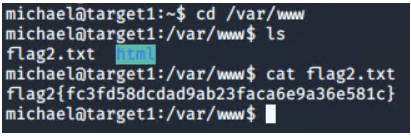 michael@target1:~$ cd /var/www
michael@target1:/var/www$ ls
flag2.txt  html
michael@target1:/var/www$ cat flag2.txt
flag2{fc3fd58dcdad9ab23faca6e9a36e581c}
michael@target1:/var/www$